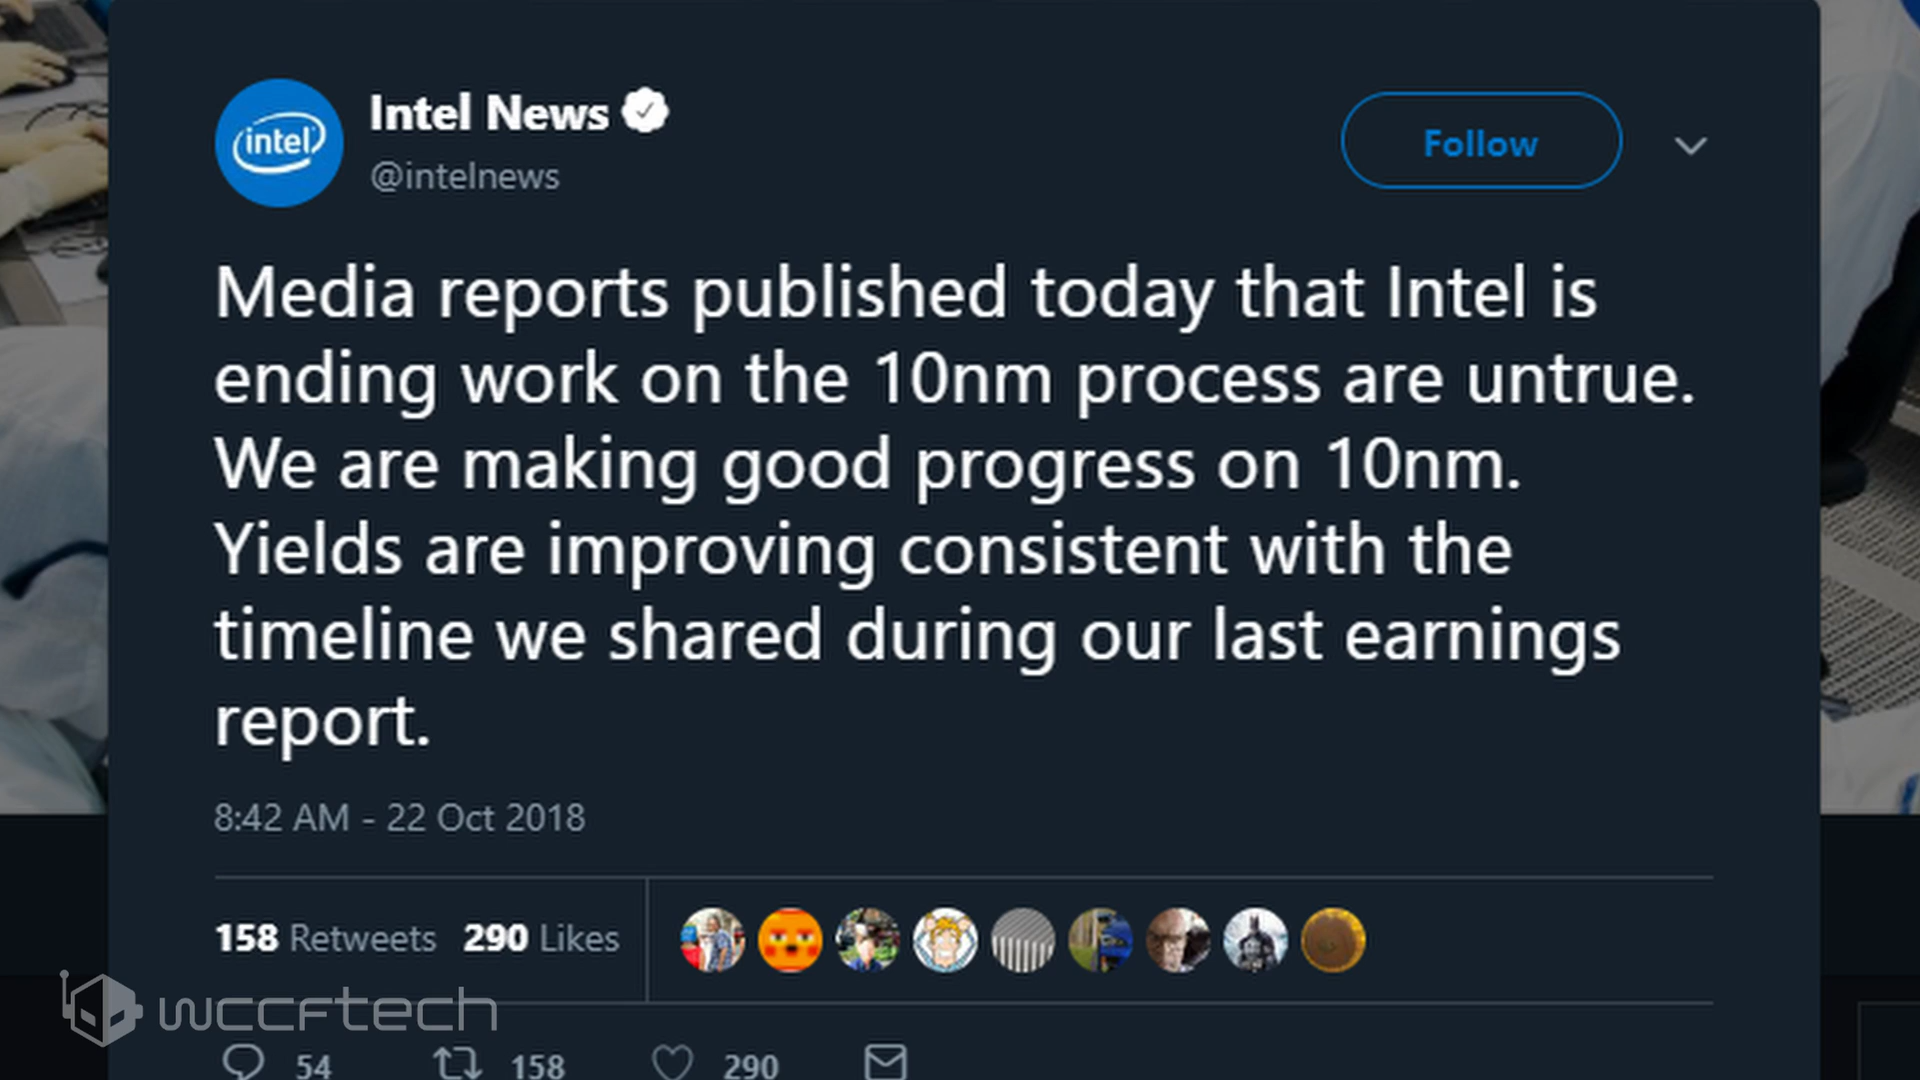 intel
Intel News
@intelnews
Follow
Media reports published today that Intel is
ending work on the 10nm process are untrue.
We are making good progress on 10nm.
Yields are improving consistent with the
timeline we shared during our last earnings
report.
8:42 AM - 22 Oct 2018
158 Retweets 290 Likes
wccftech
54 158 290